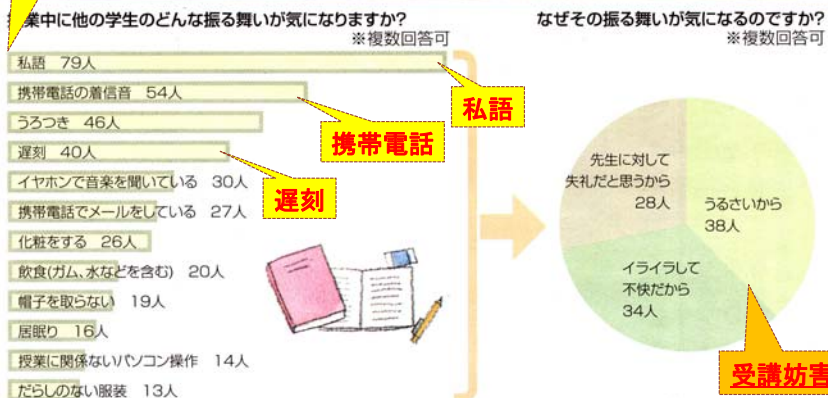 業中に他の学生のどんな振る舞いが気になりますか?
※複数回答可
私語 79人
携帯電話の着信音 54人
うろつき 46人
遅刻 40人
イヤホンで音楽を聞いている 30人
携帯電話でメールをしている 27人
化粧をする 26人
飲食(ガム、水などを含む) 20人
帽子を取らない 19人
居眠り 16人
授業に関係ないパソコン操作 14人
だらしのない服装 13人
私語
携帯電話
遅刻
なぜその振る舞いが気になるのですか?
※複数回答可
先生に対して
失礼だと思うから
28人
うるさいから
38人
イライラして
不快だから
34人
受講妨害